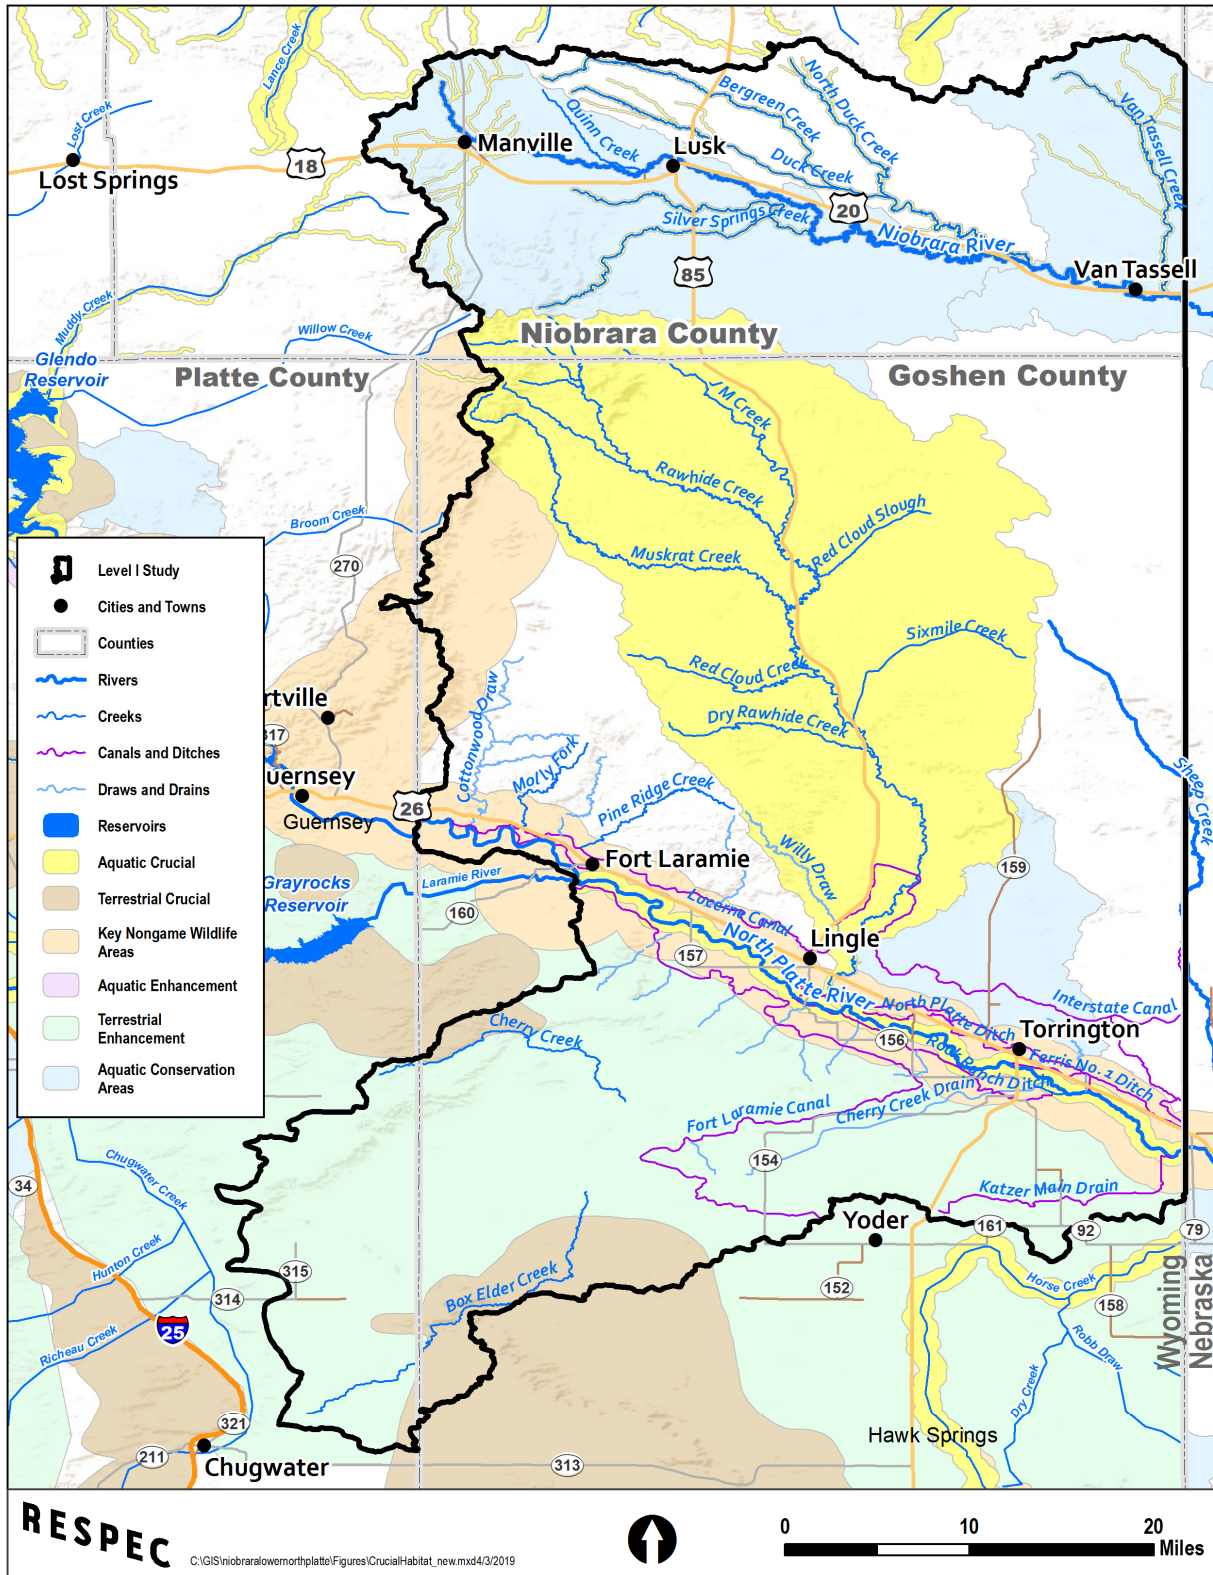 Lance Creek
Lost Creek
Lost Springs
18
Manville
Quinn Creek
Lusk
Bergreen Creek
North Duck Creek
Duck Creek
Van Tassell Creek
20
Silver Springs Creek
Niobrara River
85
Van Tassell
Muddy Creek
Willow Creek
Niobrara County
Glendo
Reservoir
Platte County
Goshen County
M Creek
Rawhide Creek
Red Cloud Slough
Broom Creek
Muskrat Creek
270
Sixmile Creek
Red Cloud Creek
Dry Rawhide Creek
Cottonwood Draw
Molly Fork
Pine Ridge Creek
Sheep Creek
rtville
317
uernsey
Guernsey
26
Willy Draw
159
Fort Laramie
Laramie River
Grayrocks
Reservoir
160
Lucerne Canal
157
North Platte River
Lingle
North Platte Ditch
Interstate Canal
Torrington
156
Rock Ranch Ditch
Ferris No. 1 Ditch
Cherry Creek
Fort Laramie Canal
Cherry Creek Drain
154
Katzer Main Drain
Yoder
161
92
79
Level I Study
Cities and Towns
Counties
Rivers
Creeks
Canals and Ditches
Draws and Drains
Reservoirs
Aquatic Crucial
Terrestrial Crucial
Key Nongame Wildlife
Areas
Aquatic Enhancement
Terrestrial
Enhancement
Aquatic Conservation
Areas
34
Chugwater Creek
Hunton Creek
315
314
25
Richeau Creek
Box Elder Creek
152
Horse Creek
158
Robb Draw
Dry Creek
Wyoming
Nebraska
321
211
Chugwater
313
Hawk Springs
RESPEC
C:\GIS\niobraralowernorthplatte\Figures\CrucialHabitat_new.mxd4/3/2019
0 10 20
Miles